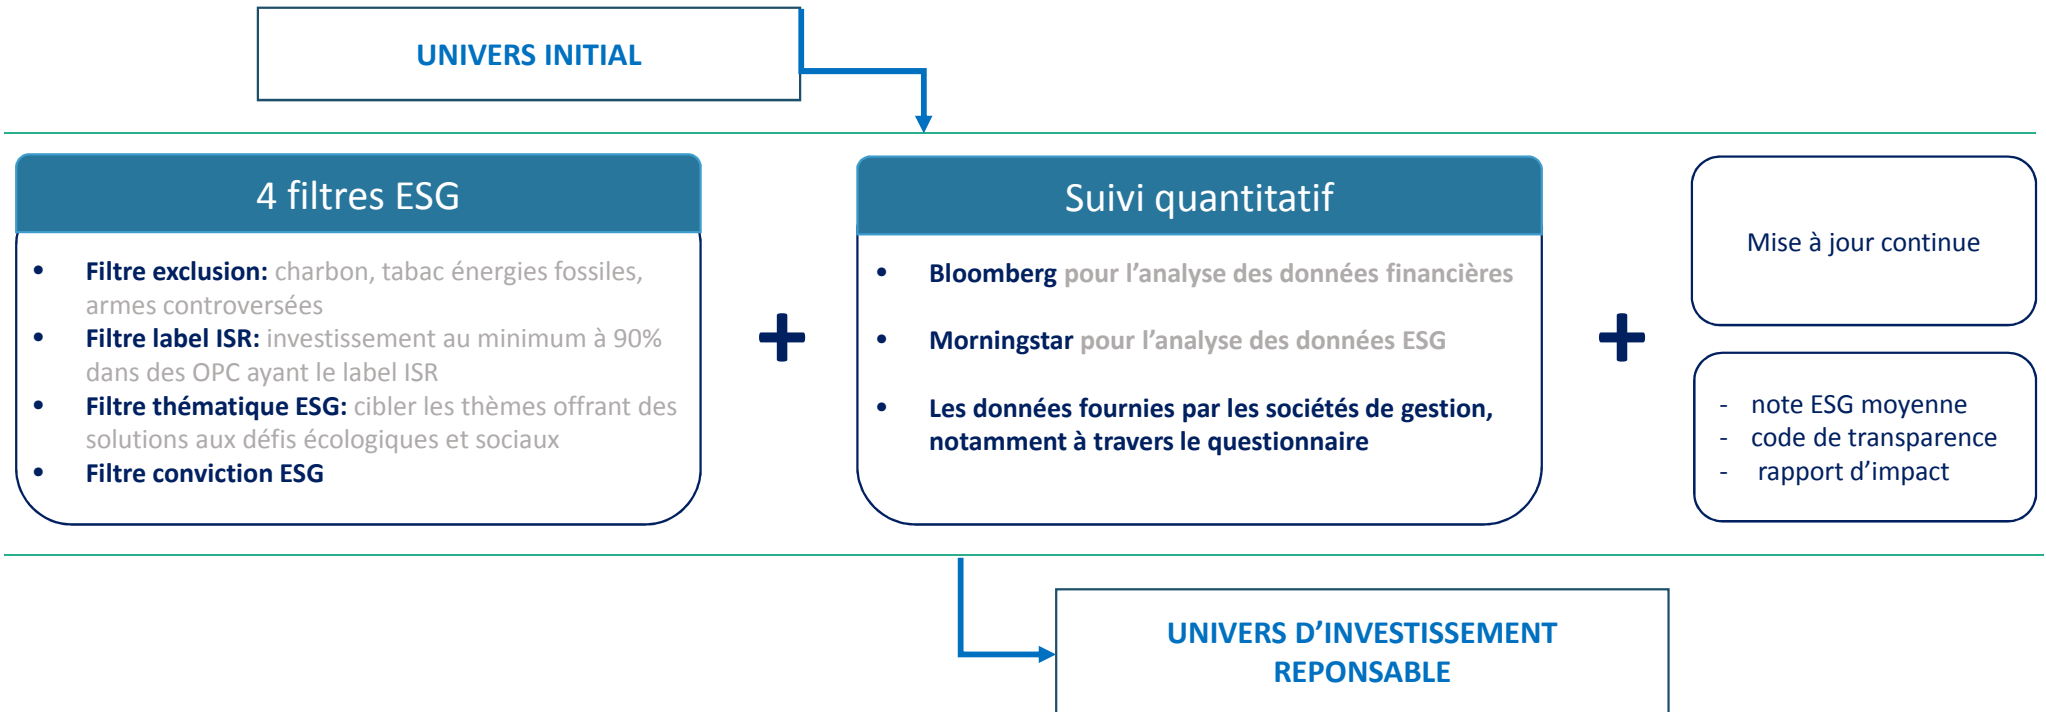 UNIVERS INITIAL
4 filtres ESG
• Filtre exclusion: charbon, tabac énergies fossiles,
armes controversées
• Filtre label ISR: investissement au minimum à 90%
dans des OPC ayant le label ISR
• Filtre thématique ESG: cibler les thèmes offrant des
solutions aux défis écologiques et sociaux
• Filtre conviction ESG
+
Suivi quantitatif
• Bloomberg pour l’analyse des données financières
• Morningstar pour l’analyse des données ESG
• Les données fournies par les sociétés de gestion,
notamment à travers le questionnaire
+
Mise à jour continue
- note ESG moyenne
- code de transparence
- rapport d’impact
UNIVERS D’INVESTISSEMENT
REPONSABLE